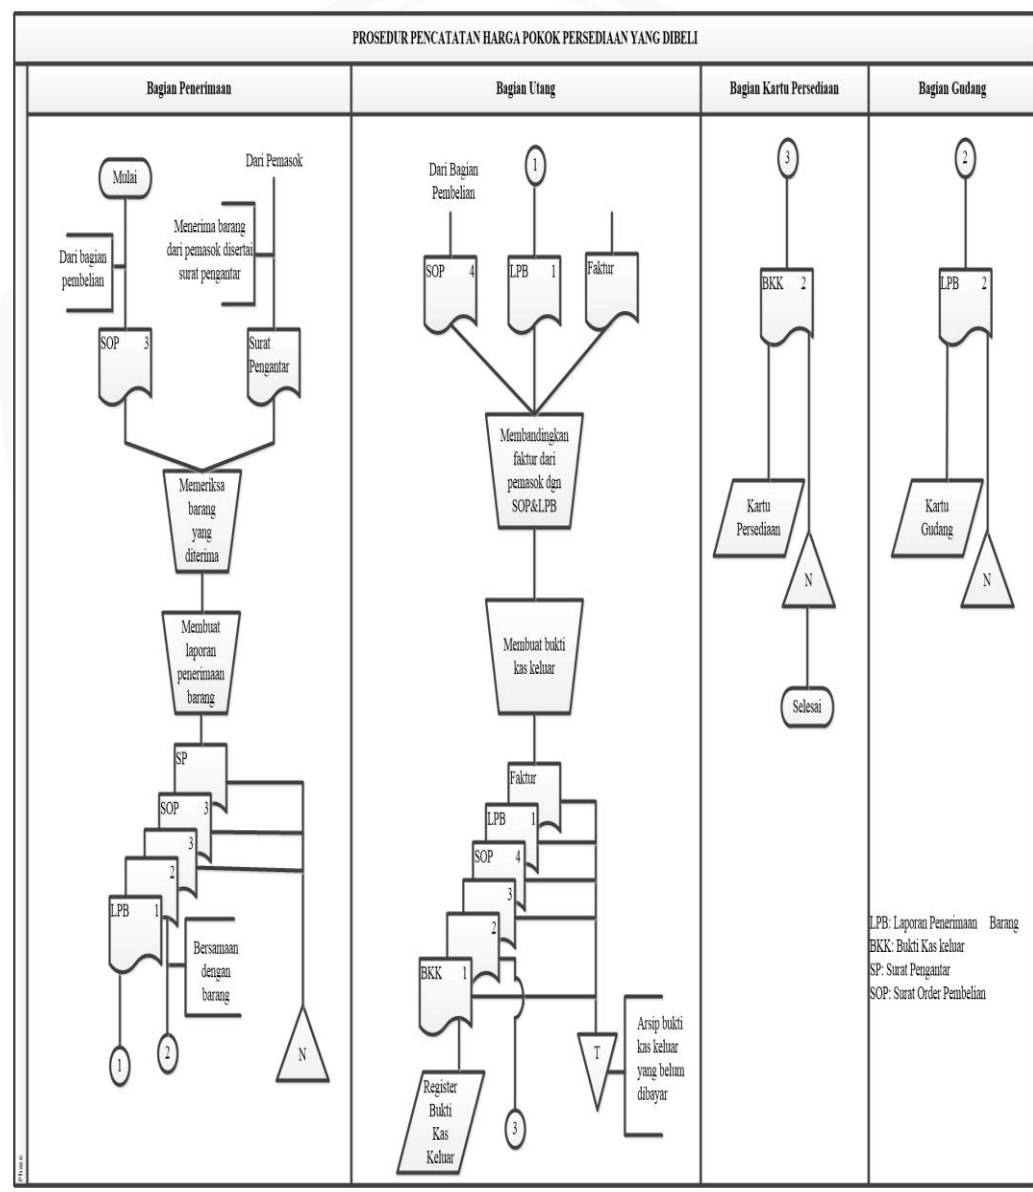 PROSEDUR PENCATATAN HARGA POKOK PERSEDIAAN YANG DIBELI
Bagian Penerimaan
Bagian Utang
Bagian Kartu Persediaan
Bagian Gudang
Mulai
Dari Pemasok
Dari bagian
pembelian
Menerima barang
dari pemasok disertai
surat pengantar
SOP 3
Surat
Pengantar
Memeriksa
barang
yang
diterima
Membuat
laporan
penerimaan
barang
SP
SOP 3
3
2
LPB 1
Bersamaan
dengan
barang
1
2
N
Dari Bagian
Pembelian
1
SOP 4
LPB 1
Faktur
Membandingkan
faktur dari
pemasok dgn
SOP&LPB
Membuat bukti
kas keluar
Faktur
LPB 1
SOP 4
3
2
BKK 1
Register
Bukti
Kas
Keluar
3
T
Arsip bukti
kas keluar
yang belum
dibayar
3
BKK 2
Kartu
Persediaan
N
Selesai
2
LPB 2
Kartu
Gudang
N
LPB: Laporan Penerimaan Barang
BKK: Bukti Kas keluar
SP: Surat Pengantar
SOP: Surat Order Pembelian
Phase